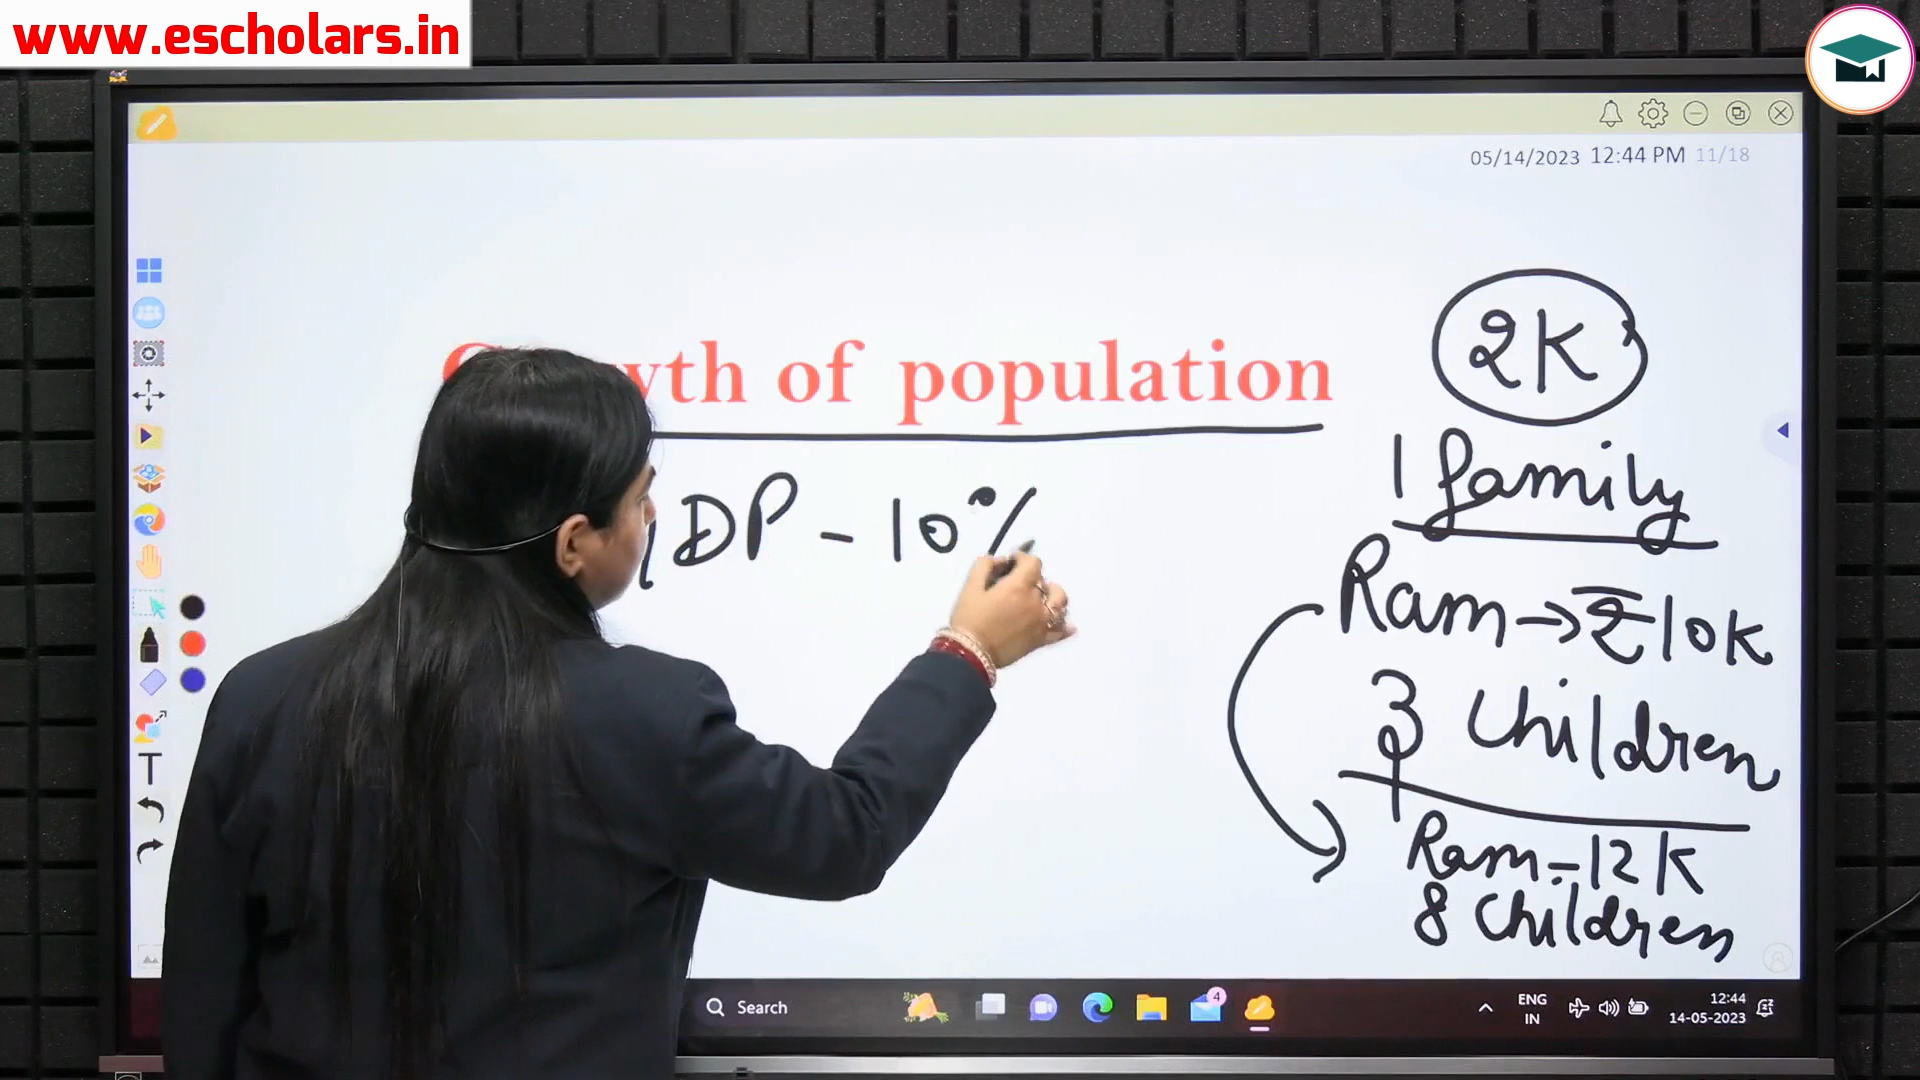 www.escholars.in
05/14/2023 12:44 PM 11/18
2K
of population
1 family
DP - 10%
Ram → ₹10K
3 children
Ram - 12K
8 children
Search
4
ENG
IN
12:44
14-05-2023